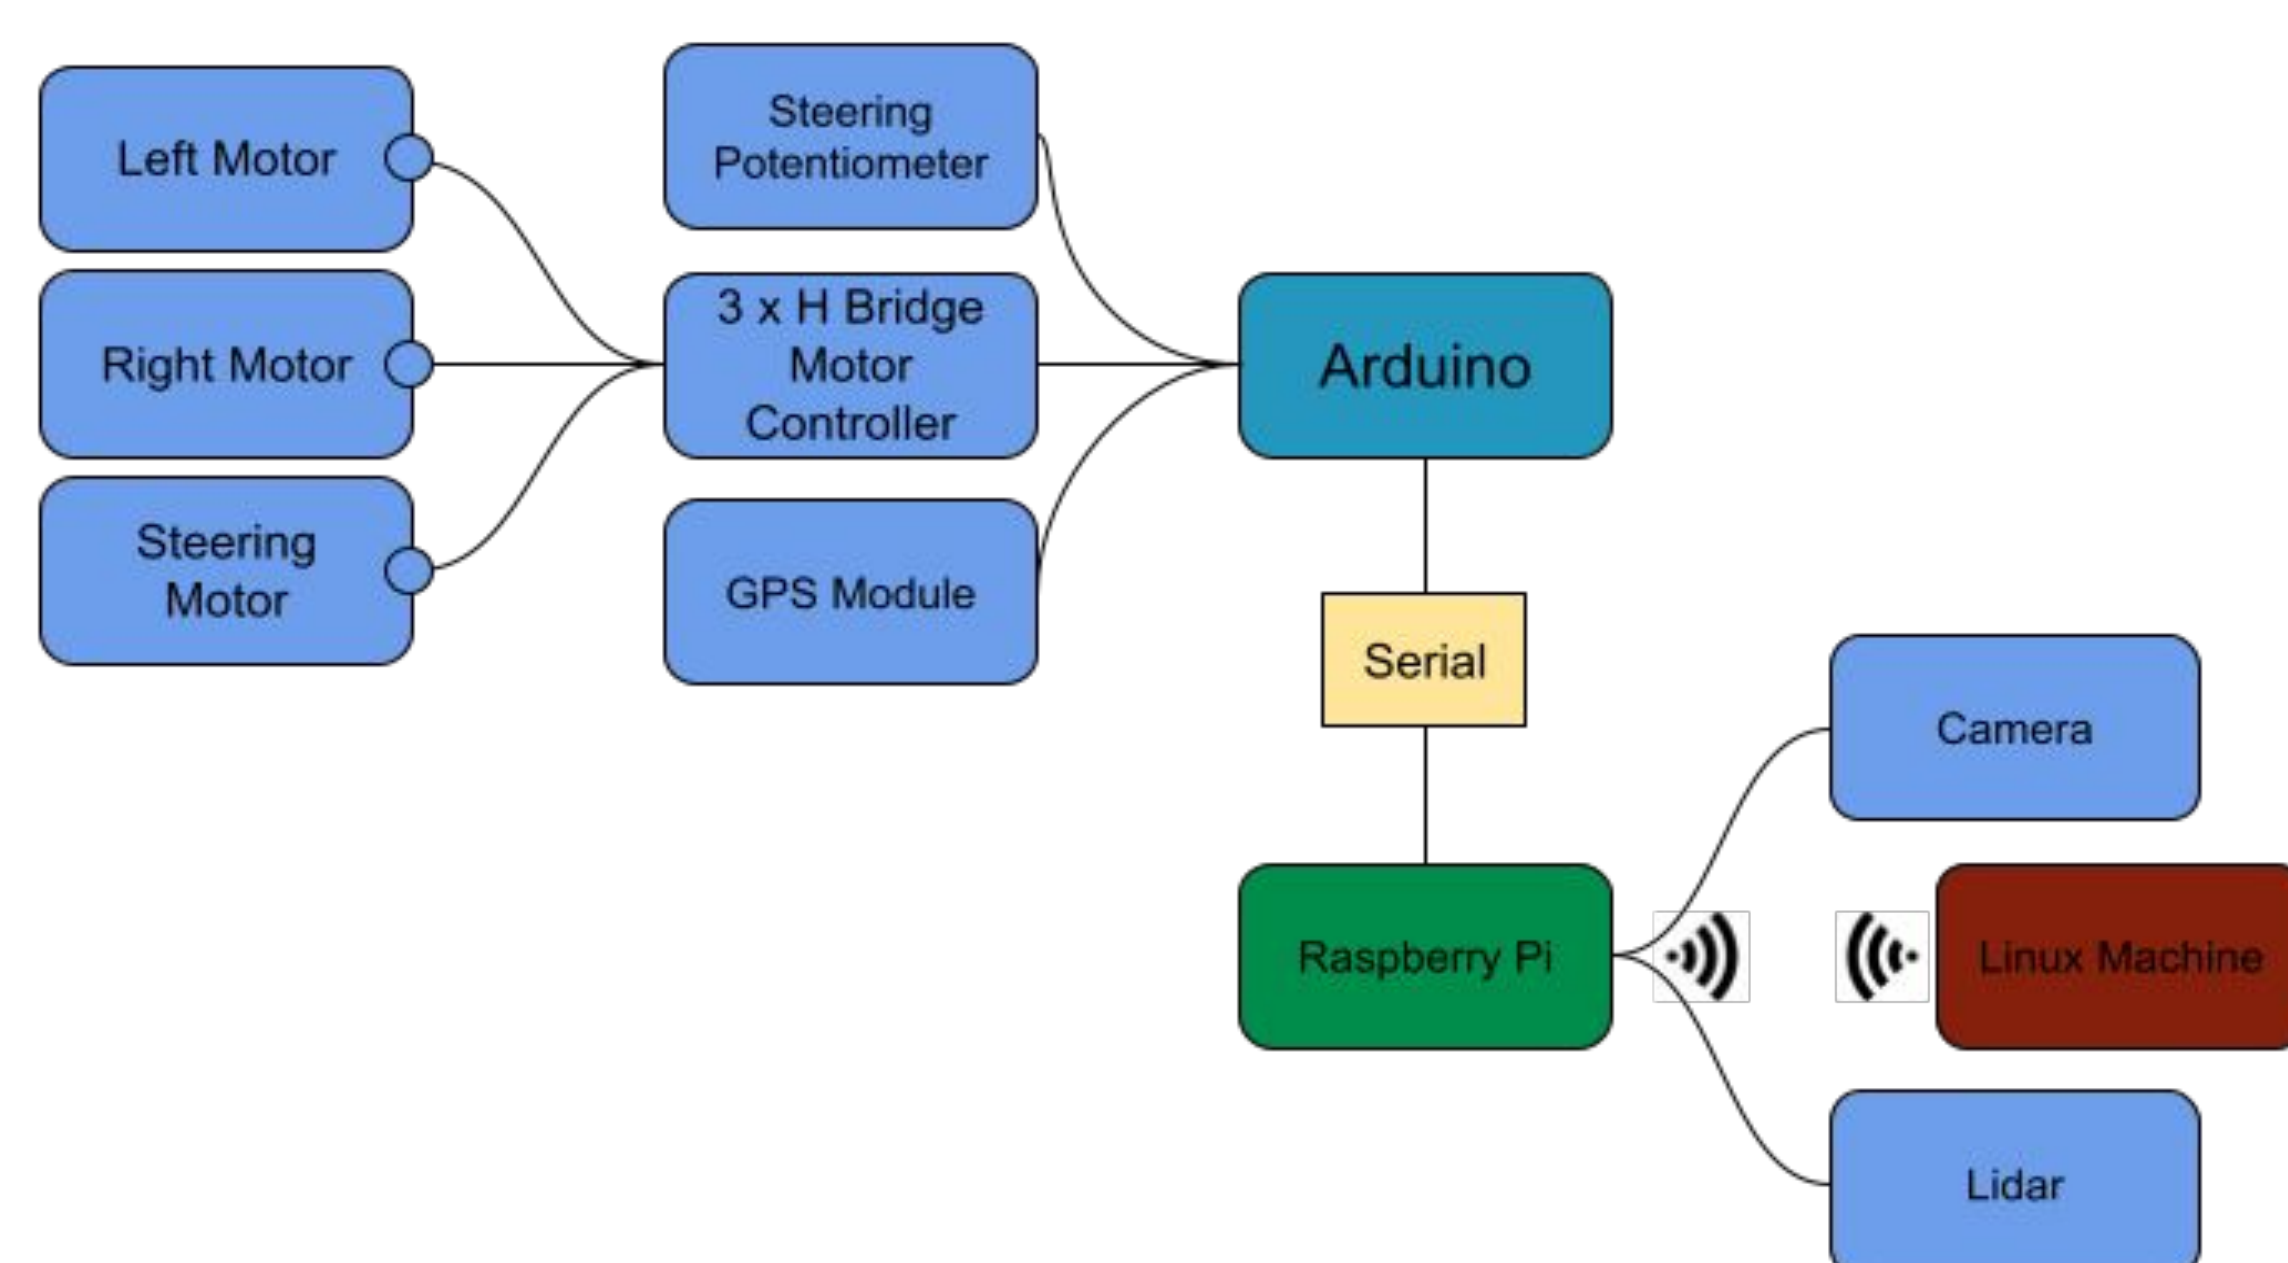 Left Motor
Right Motor
Steering
Motor
Steering
Potentiometer
3 x H Bridge
Motor
Controller
GPS Module
Arduino
Serial
Raspberry Pi
Camera
Linux Machine
Lidar